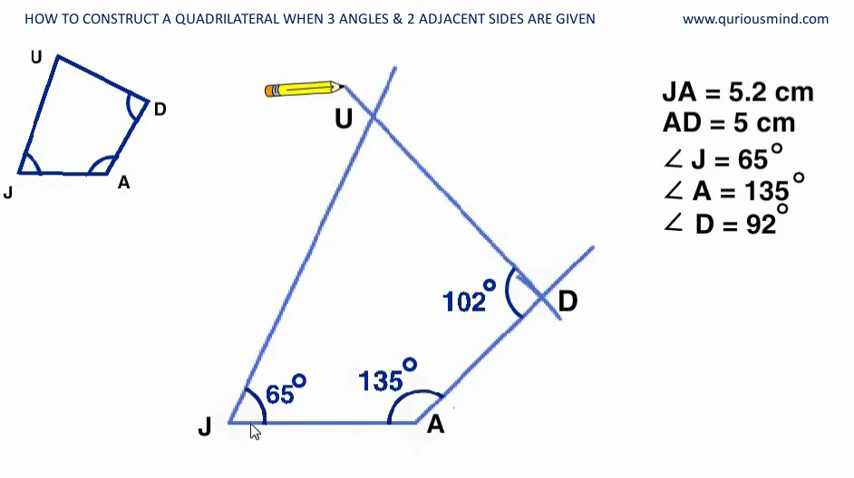 HOW TO CONSTRUCT A QUADRILATERAL WHEN 3 ANGLES & 2 ADJACENT SIDES ARE GIVEN
www.quriousmind.com
U
D
J
A
U
102°
D
135°
65°
J
A
JA = 5.2 cm
AD = 5 cm
∠ J = 65°
∠ A = 135°
∠ D = 92°